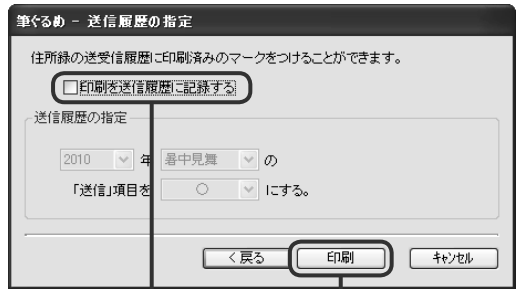 筆ぐるめ - 送信履歴の指定
住所録の送受信履歴に印刷済みのマークをつけることができます。
印刷を送信履歴に記録する
送信履歴の指定
2010 年 暑中見舞 の
「送信」項目を ○ にする。
< 戻る 印刷 キャンセル